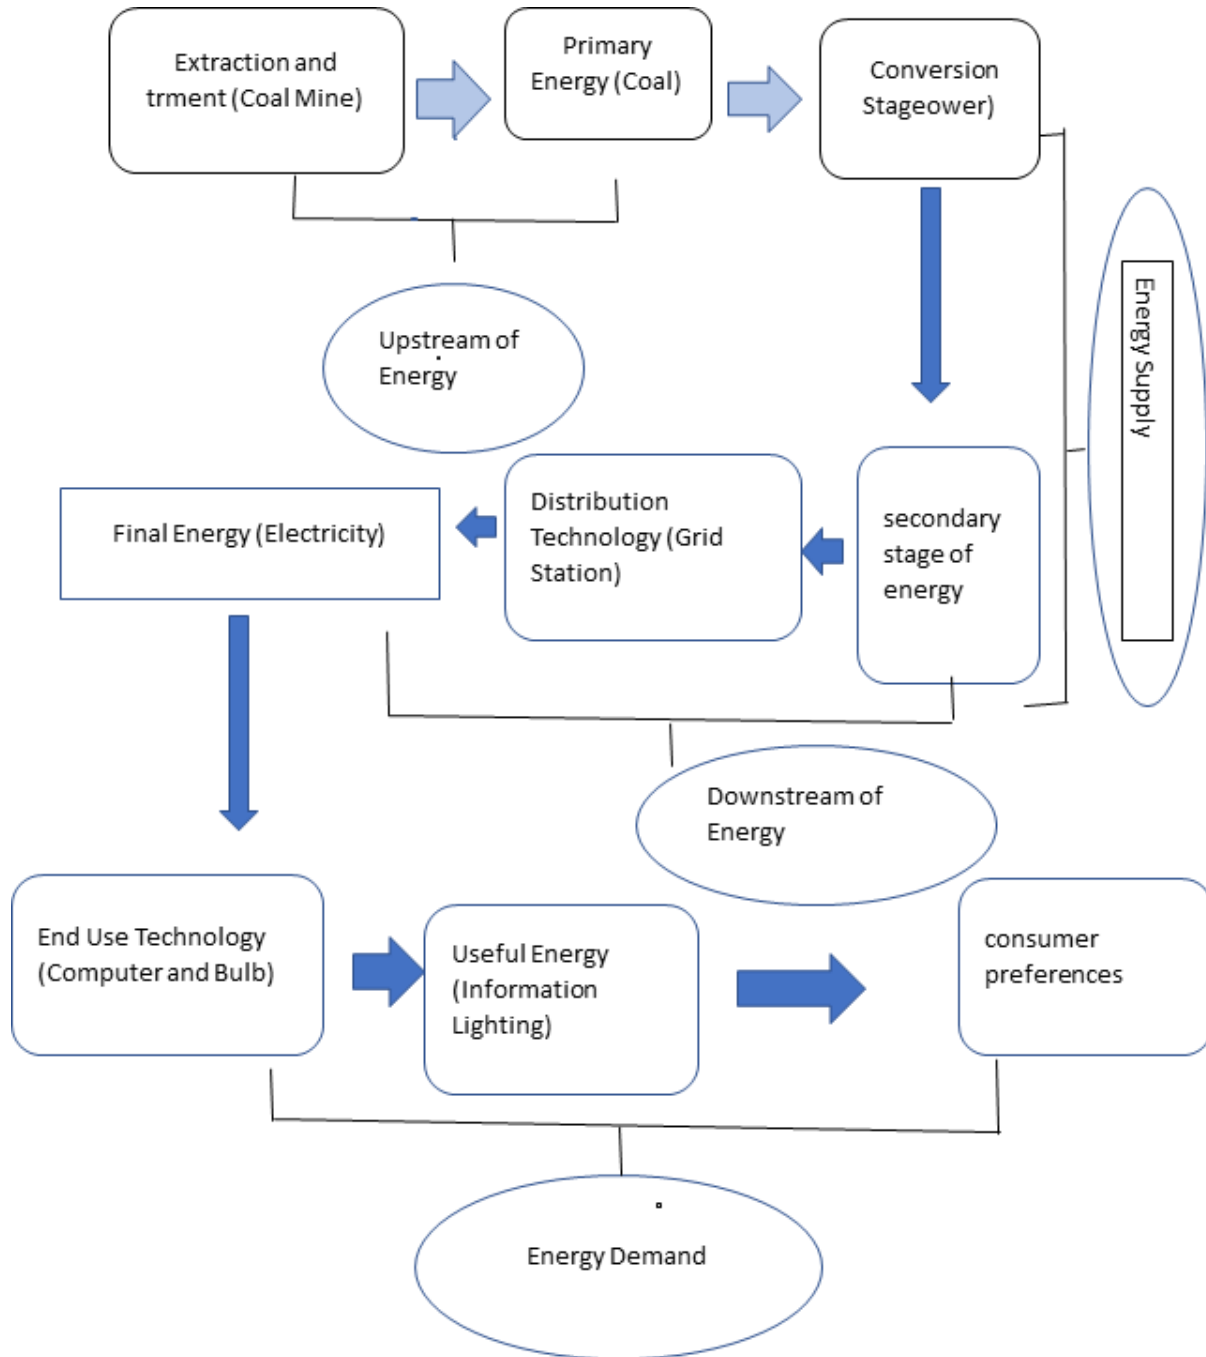 Extraction and
trment (Coal Mine)
Primary
Energy (Coal)
Conversion
Stageower)
Energy Supply
Upstream of
Energy
Final Energy (Electricity)
Distribution
Technology (Grid
Station)
secondary
stage of
energy
Downstream of
Energy
End Use Technology
(Computer and Bulb)
Useful Energy
(Information
Lighting)
consumer
preferences
Energy Demand